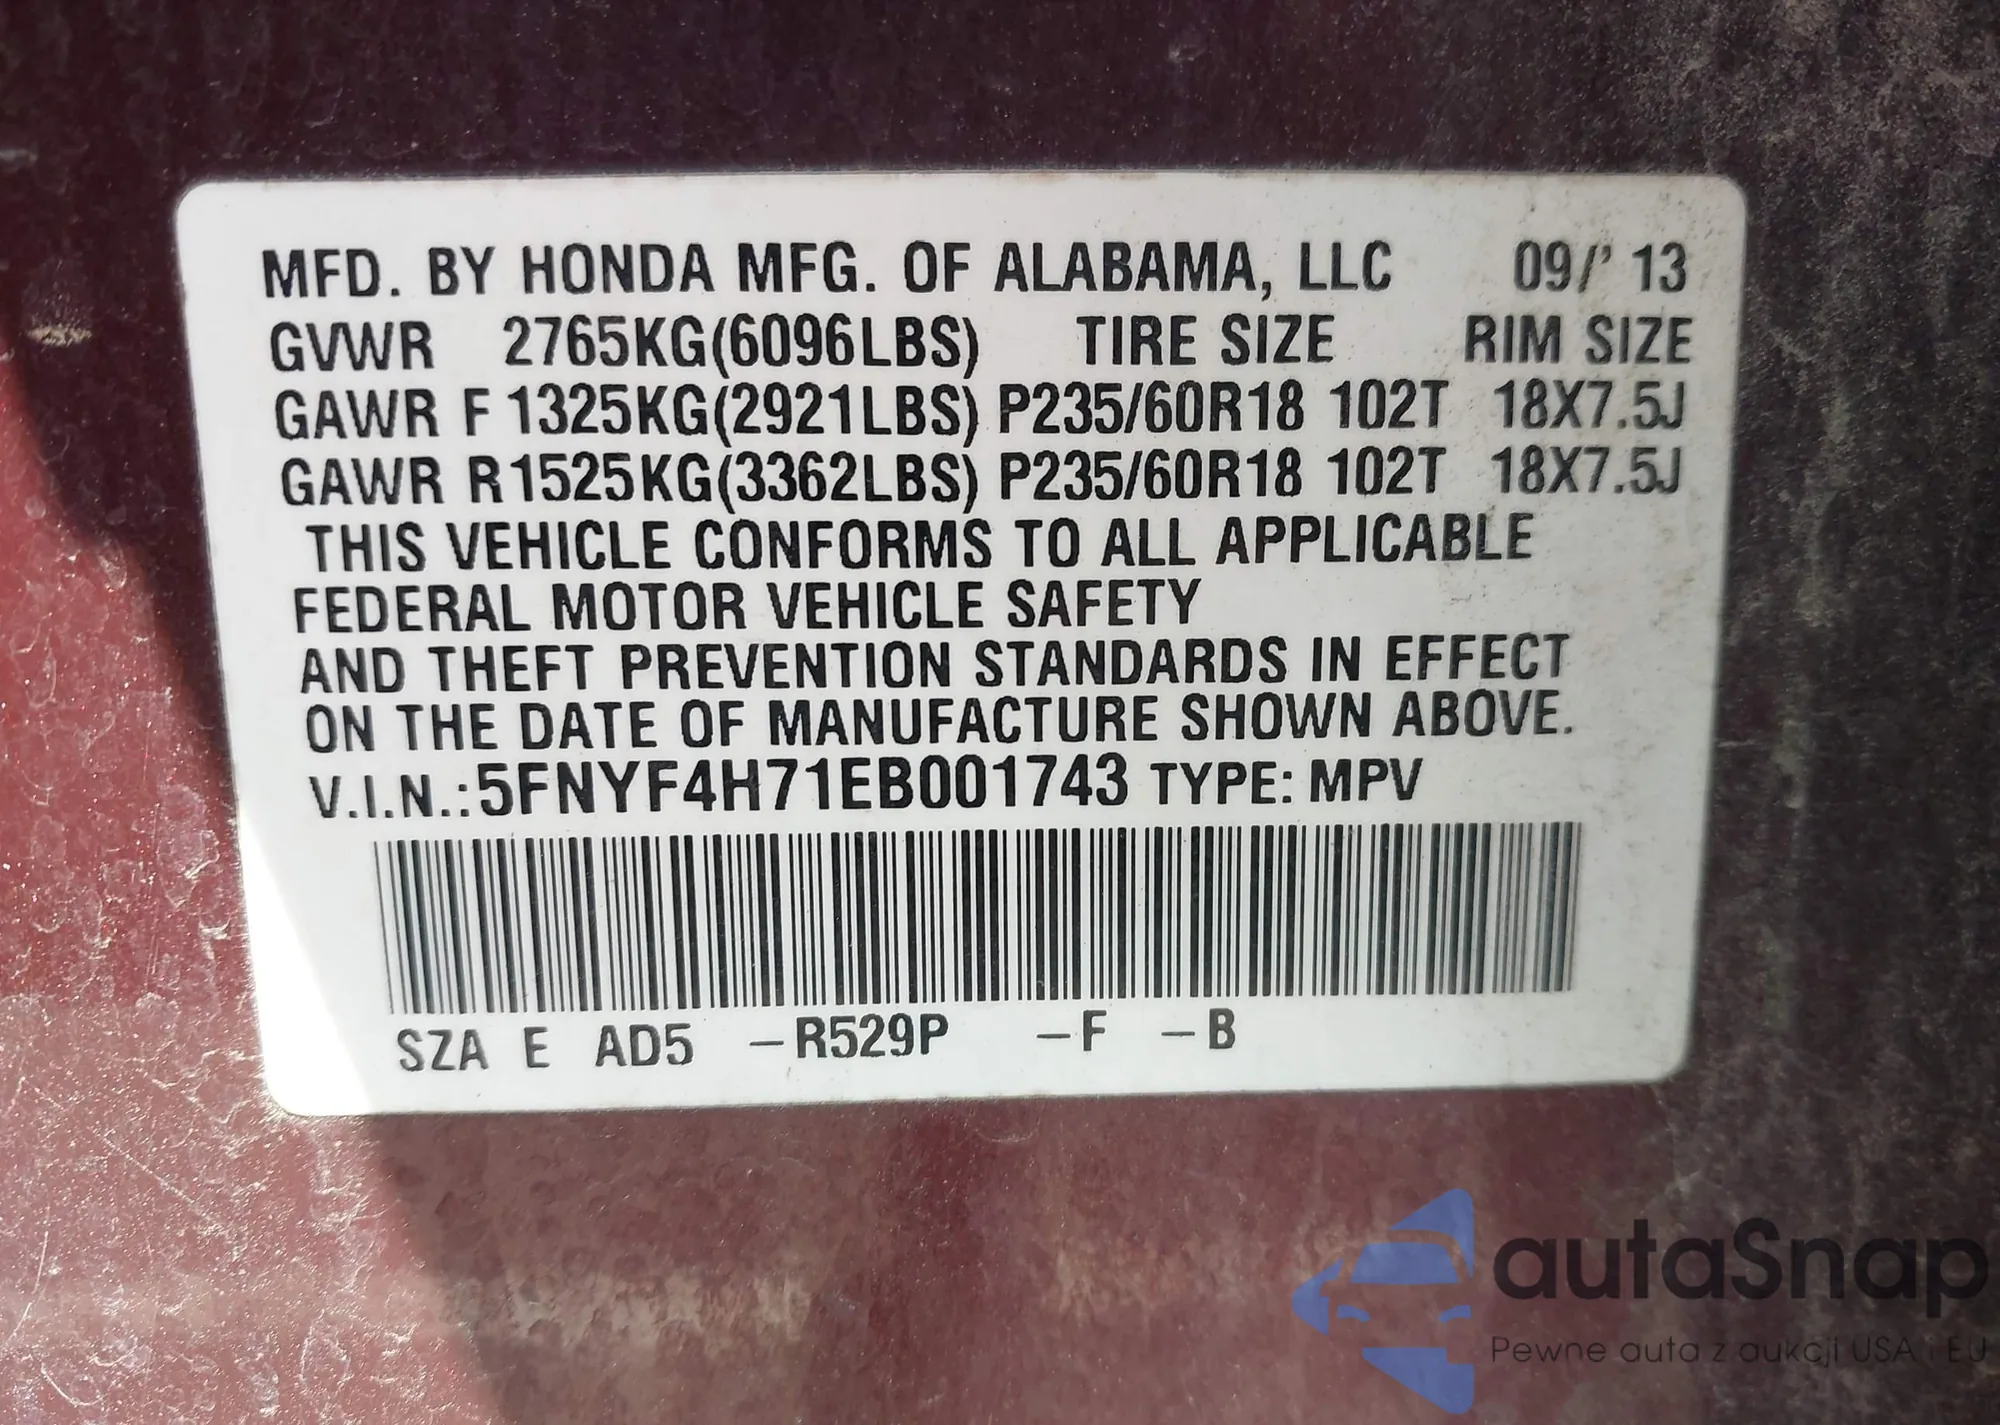 MFD. BY HONDA MFG. OF ALABAMA, LLC 09/' 13
GVWR 2765KG(6096LBS) TIRE SIZE RIM SIZE
GAWR F 1325KG(2921LBS) P235/60R18 102T 18X7.5J
GAWR R1525KG(3362LBS) P235/60R18 102T 18X7.5J
THIS VEHICLE CONFORMS TO ALL APPLICABLE
FEDERAL MOTOR VEHICLE SAFETY
AND THEFT PREVENTION STANDARDS IN EFFECT
ON THE DATE OF MANUFACTURE SHOWN ABOVE.
V.I.N.:5FNYF4H71EB001743 TYPE: MPV
SZA E AD5 –R529P –F –B
autaSnap
Pewne auta z aukcji USA i EU